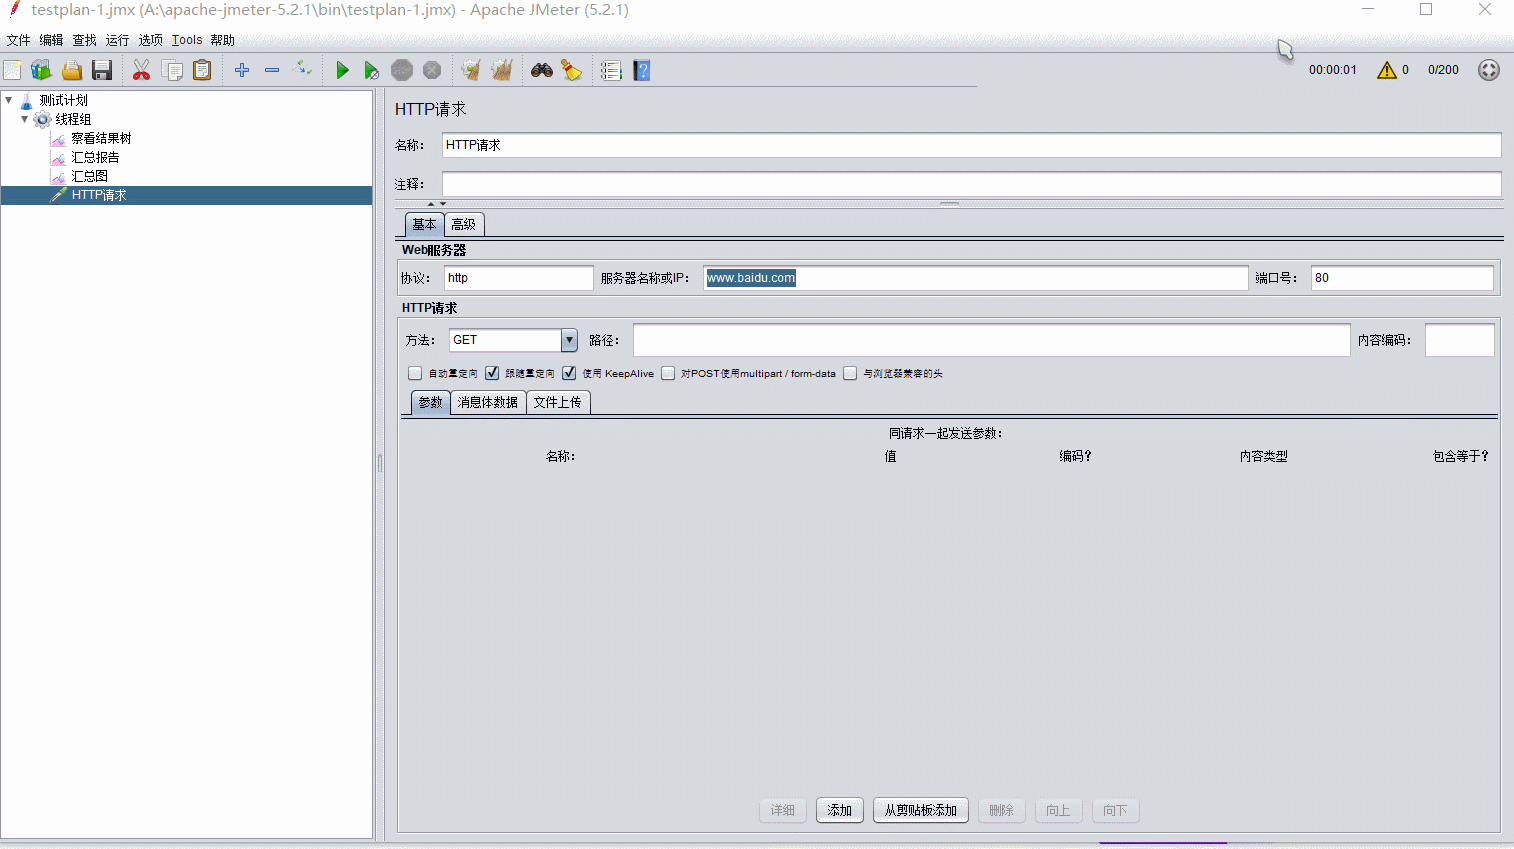 testplan-1.jmx (A:\apache-jmeter-5.2.1\bin\testplan-1.jmx) - Apache JMeter (5.2.1)
文件 编辑 查找 运行 选项 Tools 帮助
00:00:01 0 0/200
测试计划
线程组
察看结果树
汇总报告
汇总图
HTTP请求
HTTP请求
名称： HTTP请求
注释：
基本 高级
Web服务器
协议： http 服务器名称或IP： www.baidu.com 端口号： 80
HTTP请求
方法： GET 路径： 内容编码：
自动重定向 跟随重定向 使用 KeepAlive 对POST使用multipart / form-data 与浏览器兼容的头
参数 消息体数据 文件上传
同请求一起发送参数：
名称： 值 编码？ 内容类型 包含等于？
详细 添加 从剪贴板添加 删除 向上 向下